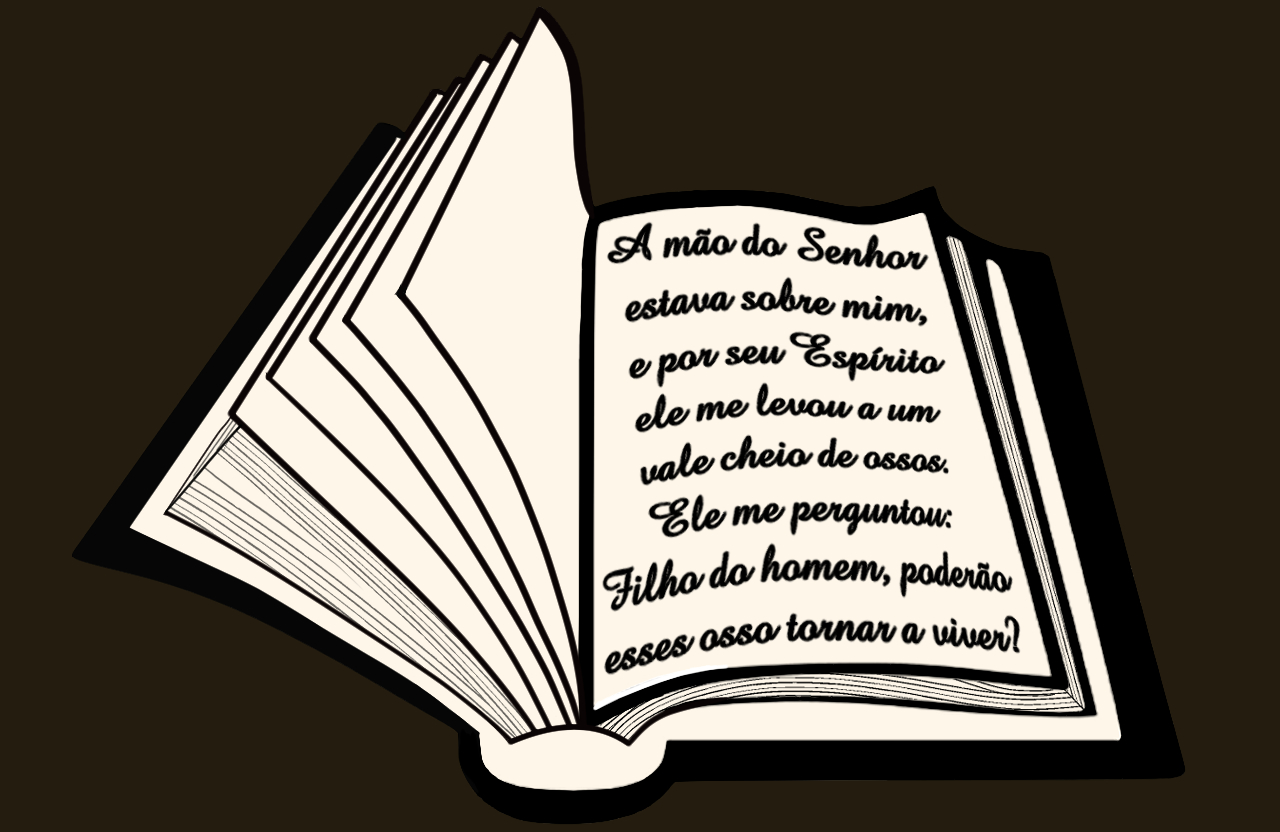 A mão do Senhor
estava sobre mim,
e por seu Espírito
ele me levou a um
vale cheio de ossos.
Ele me perguntou:
Filho do homem, poderão
esses osso tornar a viver?